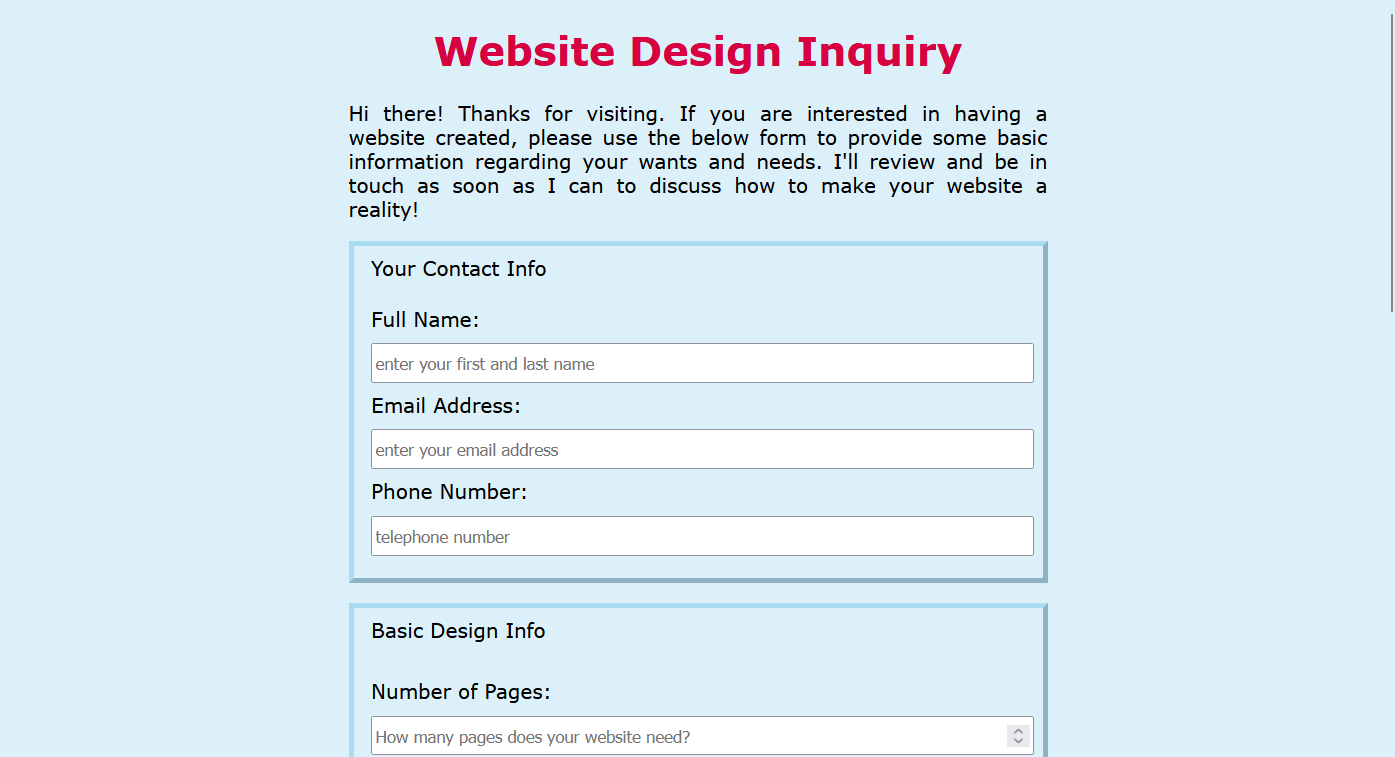 Website Design Inquiry
Hi there! Thanks for visiting. If you are interested in having a
website created, please use the below form to provide some basic
information regarding your wants and needs. I'll review and be in
touch as soon as I can to discuss how to make your website a
reality!
Your Contact Info
Full Name:
enter your first and last name
Email Address:
enter your email address
Phone Number:
telephone number
Basic Design Info
Number of Pages:
How many pages does your website need?